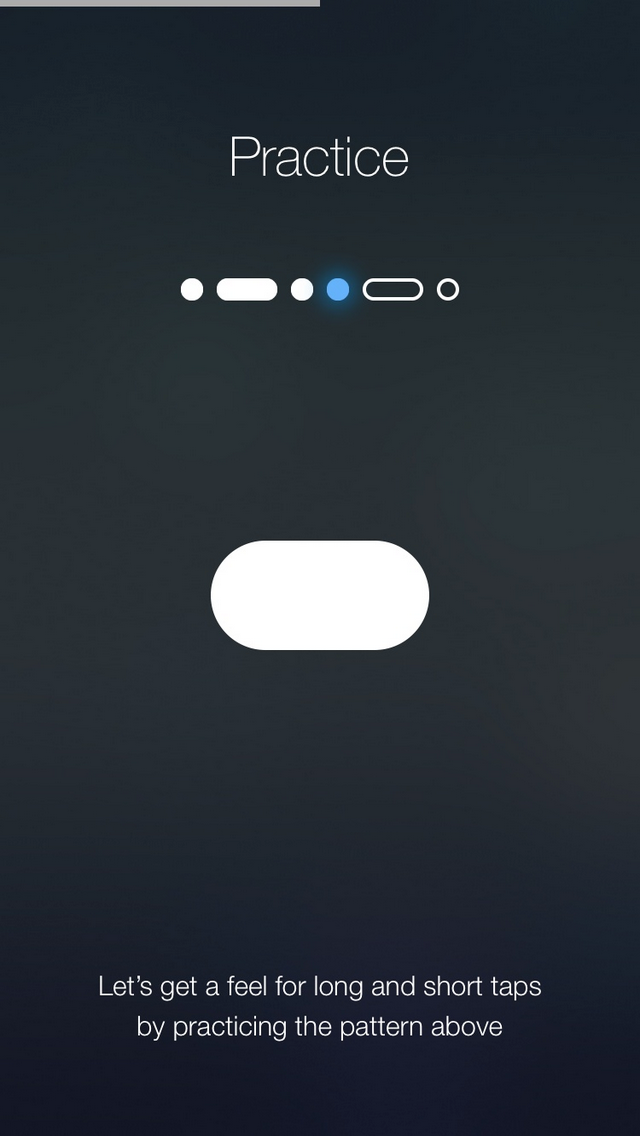 Practice
Let’s get a feel for long and short taps
by practicing the pattern above